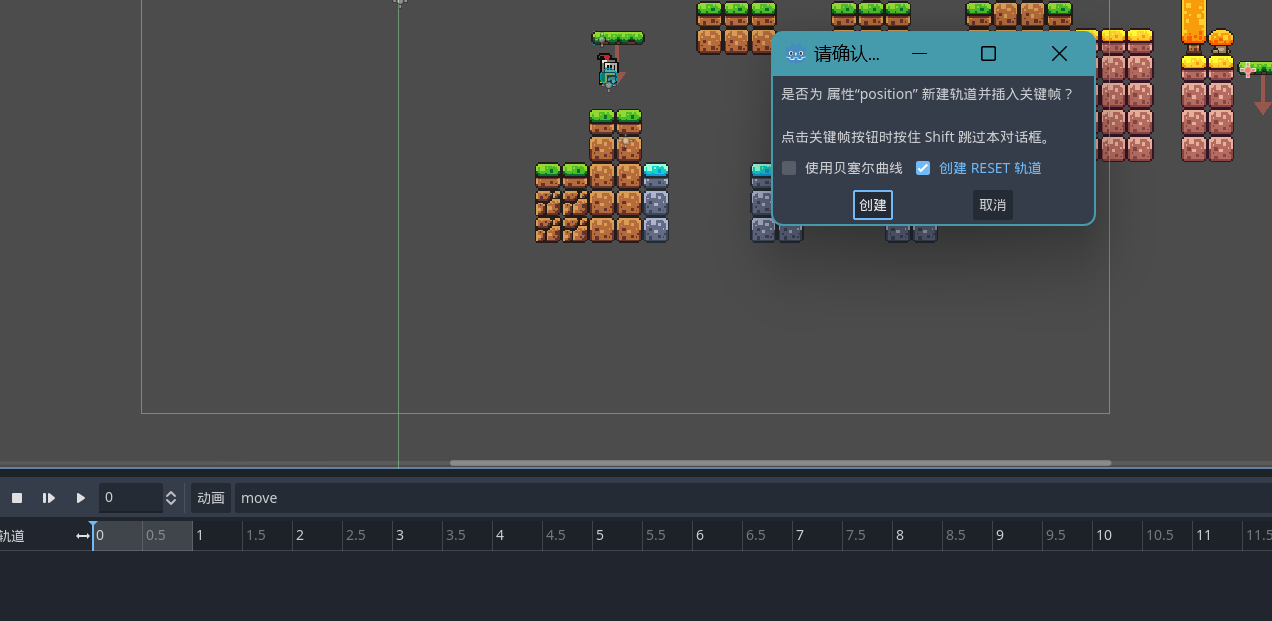 请确认...
是否为 属性“position” 新建轨道并插入关键帧？
点击关键帧按钮时按住 Shift 跳过本对话框。
使用贝塞尔曲线 创建 RESET 轨道
创建 取消
0 动画 move
轨道 0 0.5 1 1.5 2 2.5 3 3.5 4 4.5 5 5.5 6 6.5 7 7.5 8 8.5 9 9.5 10 10.5 11 11.5